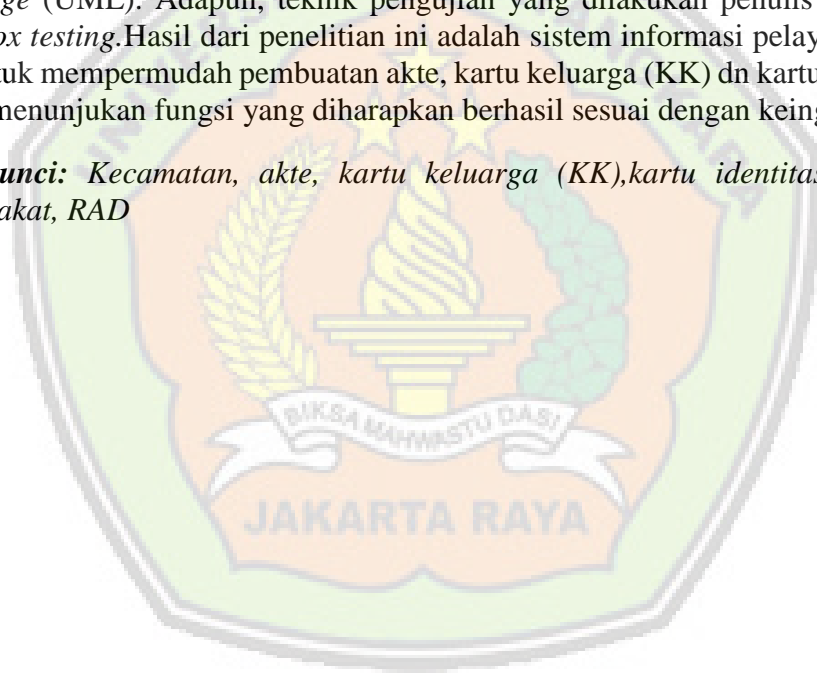 ge (UML). Adapun, teknik pengujian yang dilakukan penulis
ox testing.Hasil dari penelitian ini adalah sistem informasi pelay
tuk mempermudah pembuatan akte, kartu keluarga (KK) dn kartu
menunjukan fungsi yang diharapkan berhasil sesuai dengan keing
unci: Kecamatan, akte, kartu keluarga (KK),kartu identitas
akat, RAD
BIKSA MAHWASTU DASI
JAKARTA RAYA